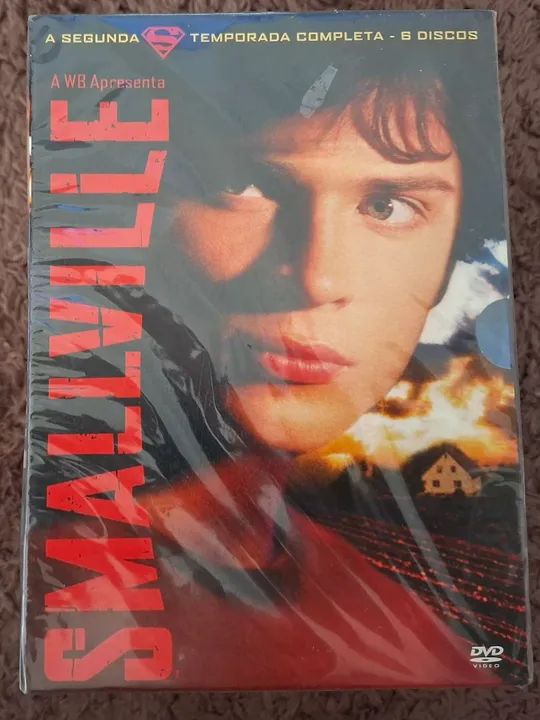 A SEGUNDA S TEMPORADA COMPLETA - 6 DISCOS
A WB Apresenta
SMALLVILLE
DVD
VIDEO